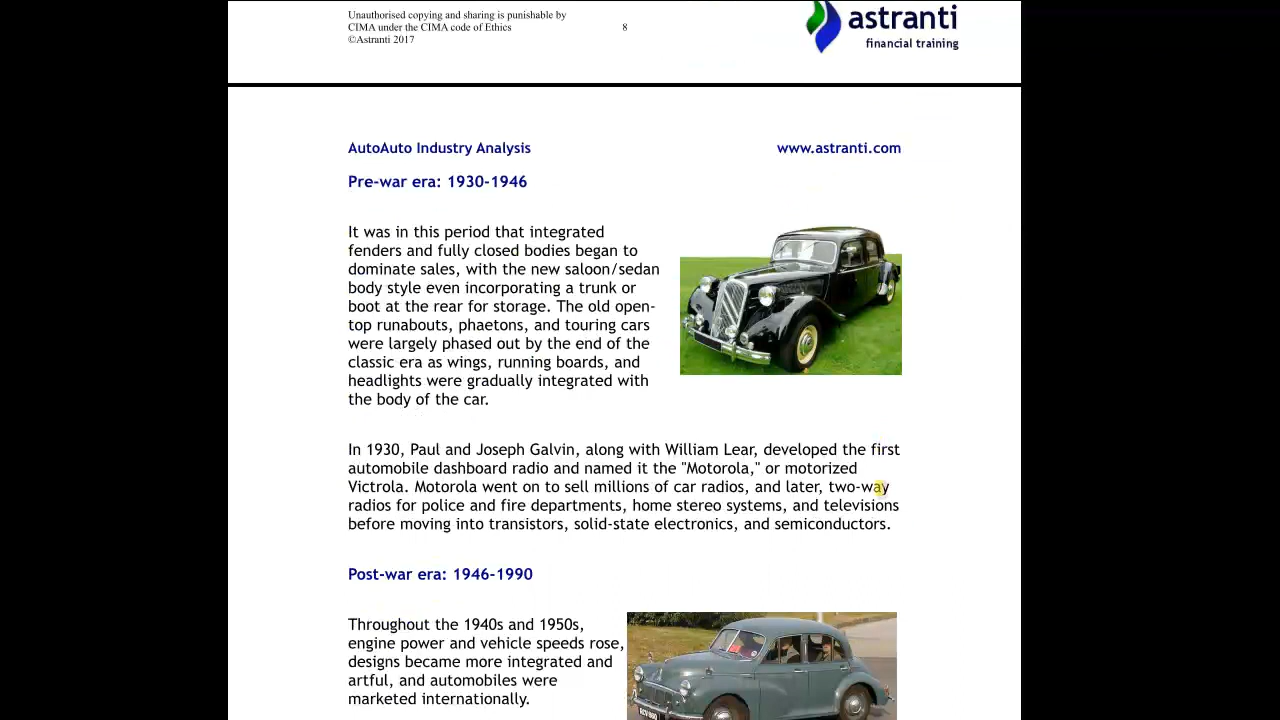 Unauthorised copying and sharing is punishable by
CIMA under the CIMA code of Ethics
©Astranti 2017
8
astranti
financial training
AutoAuto Industry Analysis
www.astranti.com
Pre-war era: 1930-1946
It was in this period that integrated
fenders and fully closed bodies began to
dominate sales, with the new saloon/sedan
body style even incorporating a trunk or
boot at the rear for storage. The old open-
top runabouts, phaetons, and touring cars
were largely phased out by the end of the
classic era as wings, running boards, and
headlights were gradually integrated with
the body of the car.
In 1930, Paul and Joseph Galvin, along with William Lear, developed the first
automobile dashboard radio and named it the "Motorola," or motorized
Victrola. Motorola went on to sell millions of car radios, and later, two-way
radios for police and fire departments, home stereo systems, and televisions
before moving into transistors, solid-state electronics, and semiconductors.
Post-war era: 1946-1990
Throughout the 1940s and 1950s,
engine power and vehicle speeds rose,
designs became more integrated and
artful, and automobiles were
marketed internationally.